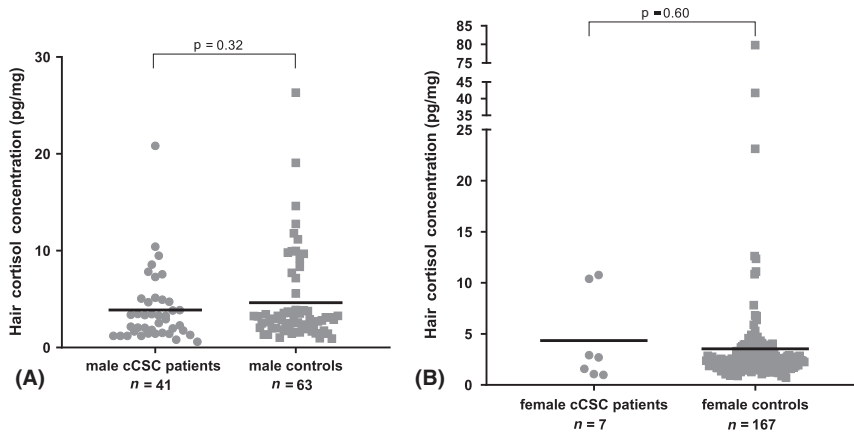 p = 0.32
30
20
10
0
Hair cortisol concentration (pg/mg)
male cCSC patients
n = 41
male controls
n = 63
(A)
p = 0.60
85
80
75
45
40
35
25
20
15
10
5
0
Hair cortisol concentration (pg/mg)
female cCSC patients
n = 7
female controls
n = 167
(B)